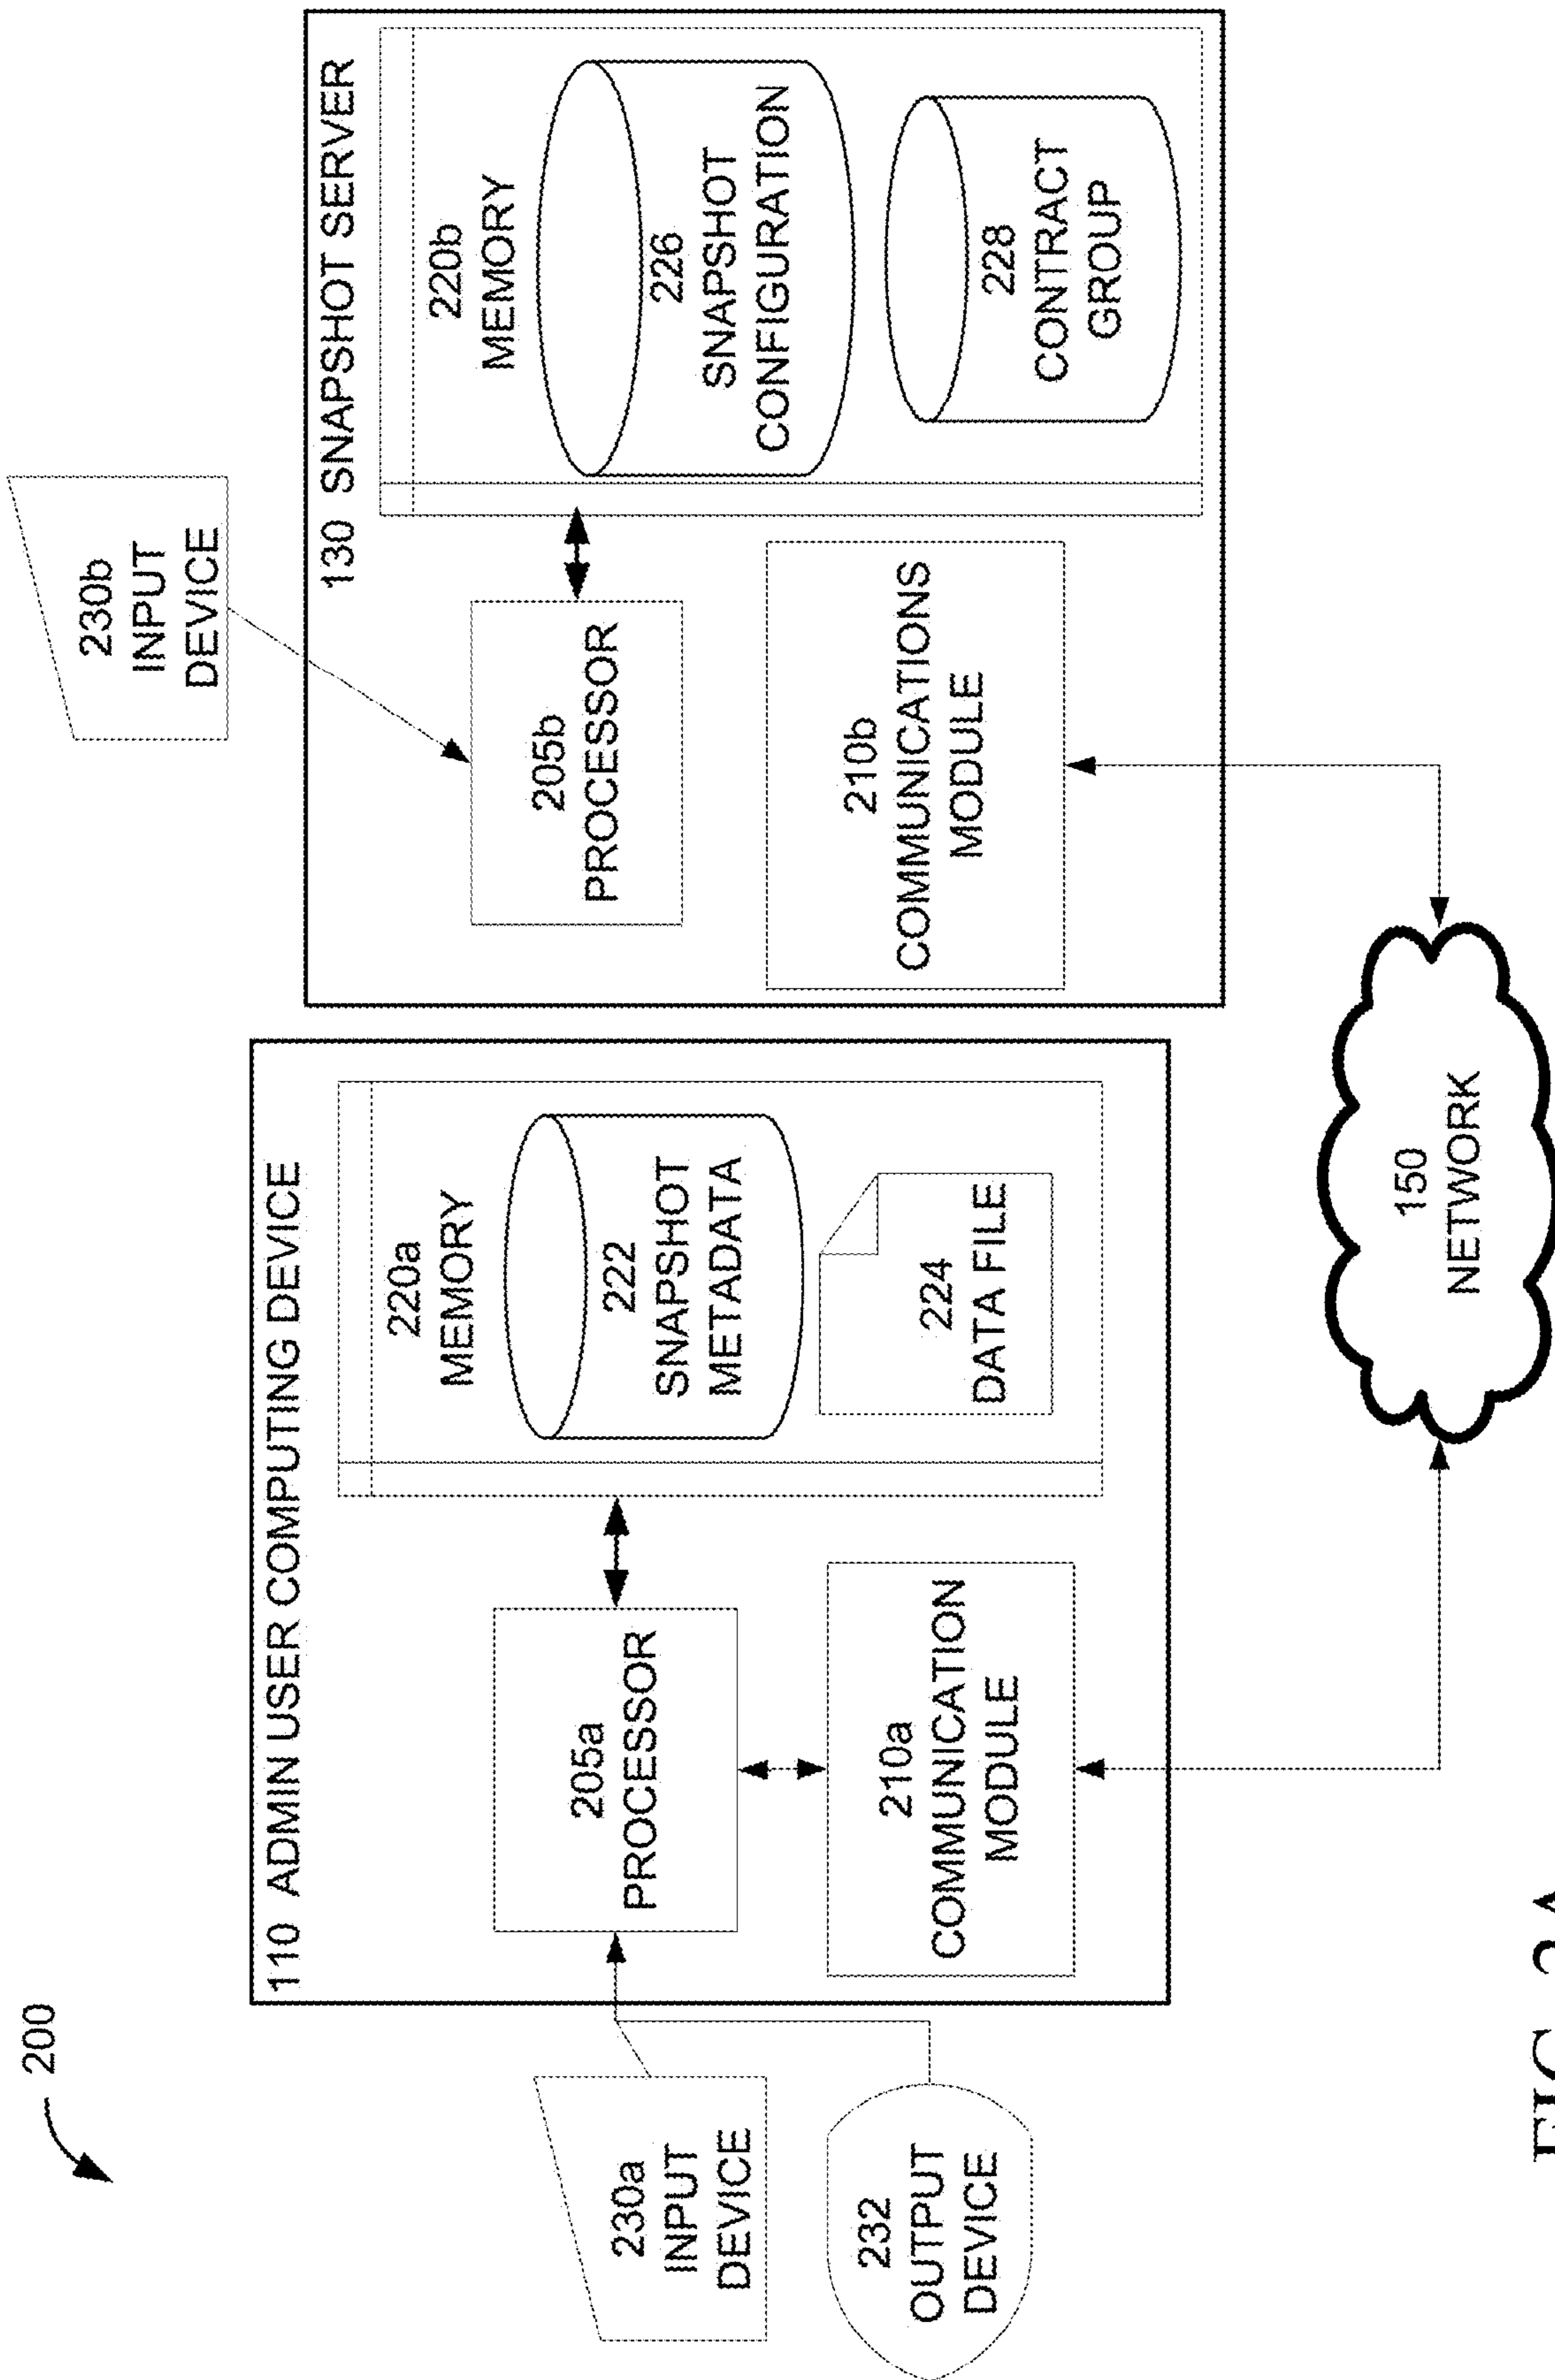 200
110 ADMIN USER COMPUTING DEVICE
230a
INPUT
DEVICE
232
OUTPUT
DEVICE
205a
PROCESSOR
210a
COMMUNICATION
MODULE
220a
MEMORY
222
SNAPSHOT
METADATA
224
DATA FILE
230b
INPUT
DEVICE
130 SNAPSHOT SERVER
205b
PROCESSOR
210b
COMMUNICATIONS
MODULE
220b
MEMORY
226
SNAPSHOT
CONFIGURATION
228
CONTRACT
GROUP
150
NETWORK
FIG. 2A